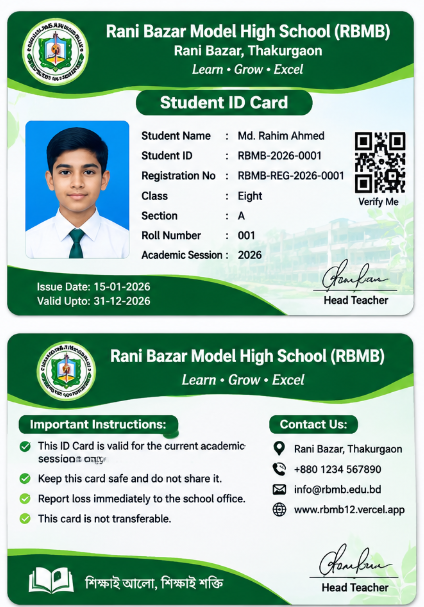 Rani Bazar Model High School (RBMB)
Rani Bazar, Thakurgaon
Learn • Grow • Excel
Student ID Card
Student Name : Md. Rahim Ahmed
Student ID : RBMB-2026-0001
Registration No : RBMB-REG-2026-0001
Class : Eight
Section : A
Roll Number : 001
Academic Session : 2026
Verify Me
Issue Date: 15-01-2026
Valid Upto: 31-12-2026
Head Teacher
Rani Bazar Model High School (RBMB)
Learn • Grow • Excel
Important Instructions:
This ID Card is valid for the current academic
Keep this card safe and do not share it.
Report loss immediately to the school office.
This card is not transferable.
Contact Us:
Rani Bazar, Thakurgaon
+880 1234 567890
info@rbmb.edu.bd
www.rbmb12.vercel.app
শিক্ষাই আলো, শিক্ষাই শক্তি
Head Teacher